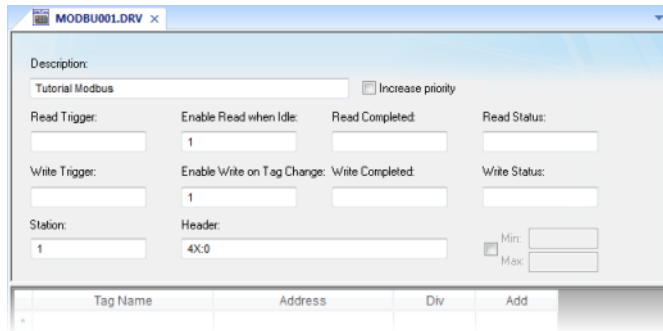 MODBU001.DRV
Description:
Tutorial Modbus
Increase priority
Read Trigger: Enable Read when Idle: Read Completed: Read Status:
1
Write Trigger: Enable Write on Tag Change: Write Completed: Write Status:
1
Station: Header:
Min:
1 4X:0
Max:
Tag Name Address Div Add
*